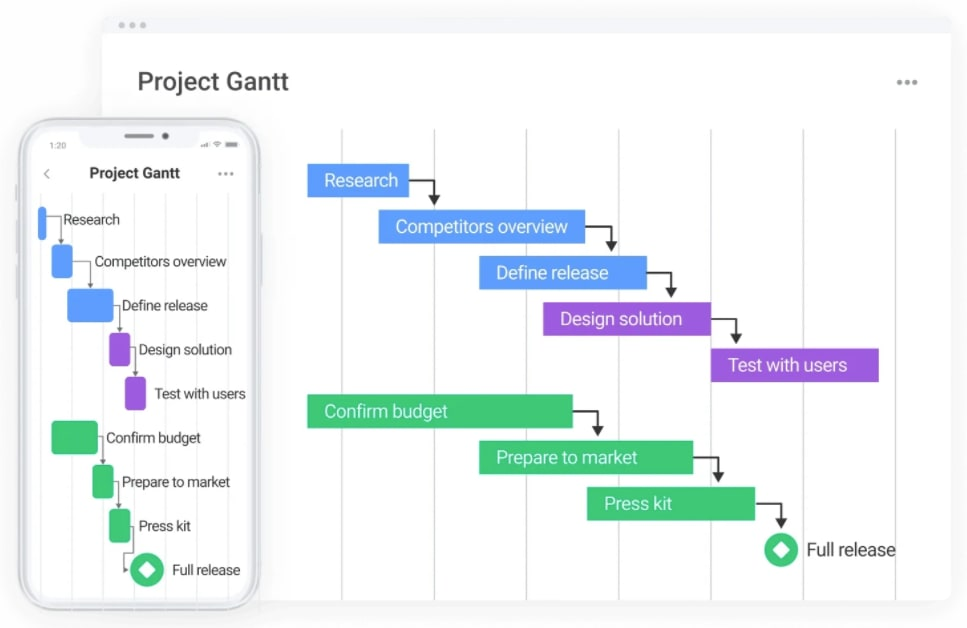 Project Gantt
Research
Competitors overview
Define release
Design solution
Test with users
Confirm budget
Prepare to market
Press kit
Full release
1:20
Project Gantt
Research
Competitors overview
Define release
Design solution
Test with users
Confirm budget
Prepare to market
Press kit
Full release